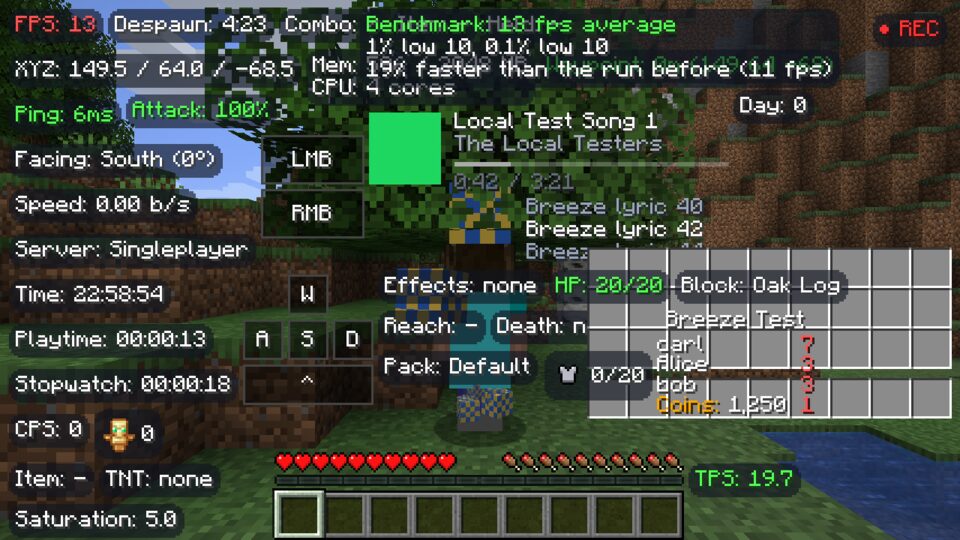 FPS: 13
Despawn: 4:23
Combo:
Benchmark: 13 fps average
1% low 10, 0.1% low 10
19% faster than the run before (11 fps)
REC
XYZ: 149.5 / 64.0 / -68.5
Mem:
CPU: 4 cores
Day: 0
Ping: 6ms
Attack: 100%
Local Test Song 1
The Local Testers
0:42 / 3:21
Breeze lyric 40
Breeze lyric 42
Breeze lyric 44
Facing: South (0°)
LMB
Speed: 0.00 b/s
RMB
Server: Singleplayer
Effects: none
HP: 20/20
Block: Oak Log
Time: 22:58:54
W
Reach: -
Death: n
Breeze Test
Playtime: 00:00:13
A
S
D
darl 7
Alice 3
bob 3
Coins: 1,250 1
Pack: Default
0/20
Stopwatch: 00:00:18
^
CPS: 0
0
Item: -
TNT: none
TPS: 19.7
Saturation: 5.0